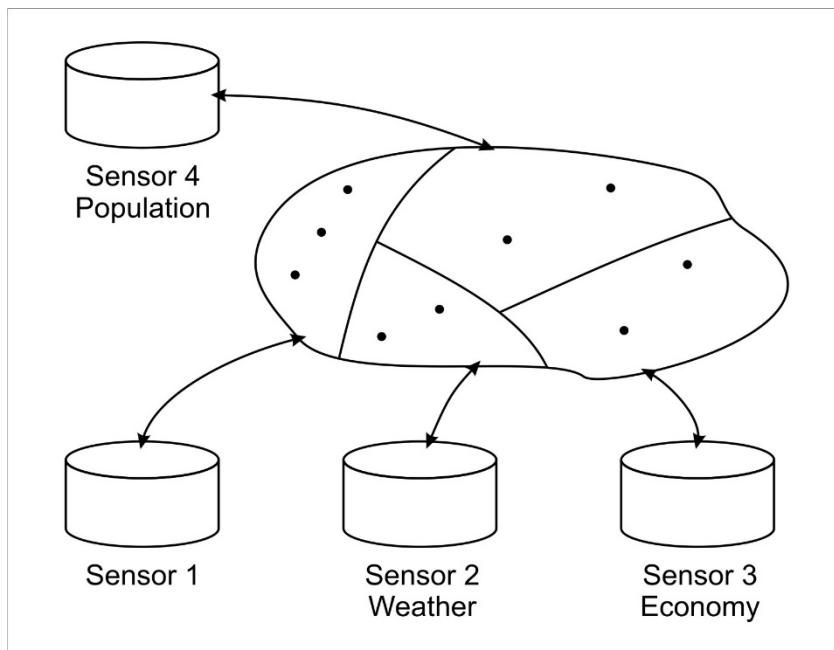 Sensor 4
Population
Sensor 1
Sensor 2
Weather
Sensor 3
Economy